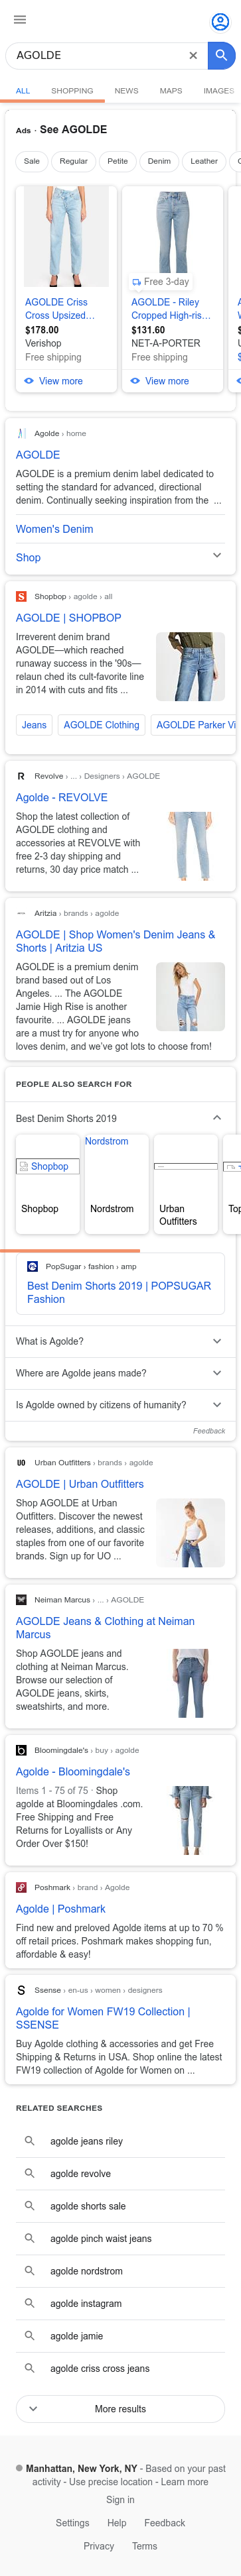 AGOLDE
ALL SHOPPING NEWS MAPS IMAGES
Ads · See AGOLDE
Sale Regular Petite Denim Leather
Free 3-day
AGOLDE Criss
Cross Upsized…
$178.00
Verishop
Free shipping
View more
AGOLDE - Riley
Cropped High-ris…
$131.60
NET-A-PORTER
Free shipping
View more
Agolde › home
AGOLDE
AGOLDE is a premium denim label dedicated to
setting the standard for advanced, directional
denim. Continually seeking inspiration from the ...
Women's Denim
Shop
Shopbop › agolde › all
AGOLDE | SHOPBOP
Irreverent denim brand
AGOLDE—which reached
runaway success in the '90s—
relaun ched its cult-favorite line
in 2014 with cuts and fits ...
Jeans AGOLDE Clothing AGOLDE Parker Vi
Revolve › ... › Designers › AGOLDE
Agolde - REVOLVE
Shop the latest collection of
AGOLDE clothing and
accessories at REVOLVE with
free 2-3 day shipping and
returns, 30 day price match ...
Aritzia › brands › agolde
AGOLDE | Shop Women's Denim Jeans &
Shorts | Aritzia US
AGOLDE is a premium denim
brand based out of Los
Angeles. ... The AGOLDE
Jamie High Rise is another
favourite. ... AGOLDE jeans
are a must try for anyone who
loves denim, and we've got lots to choose from!
PEOPLE ALSO SEARCH FOR
Best Denim Shorts 2019
Shopbop
Shopbop
Nordstrom
Nordstrom
Urban
Outfitters
Top
PopSugar › fashion › amp
Best Denim Shorts 2019 | POPSUGAR
Fashion
What is Agolde?
Where are Agolde jeans made?
Is Agolde owned by citizens of humanity?
Feedback
UO Urban Outfitters › brands › agolde
AGOLDE | Urban Outfitters
Shop AGOLDE at Urban
Outfitters. Discover the newest
releases, additions, and classic
staples from one of our favorite
brands. Sign up for UO ...
Neiman Marcus › ... › AGOLDE
AGOLDE Jeans & Clothing at Neiman
Marcus
Shop AGOLDE jeans and
clothing at Neiman Marcus.
Browse our selection of
AGOLDE jeans, skirts,
sweatshirts, and more.
Bloomingdale's › buy › agolde
Agolde - Bloomingdale's
Items 1 - 75 of 75 · Shop
agolde at Bloomingdales .com.
Free Shipping and Free
Returns for Loyallists or Any
Order Over $150!
Poshmark › brand › Agolde
Agolde | Poshmark
Find new and preloved Agolde items at up to 70 %
off retail prices. Poshmark makes shopping fun,
affordable & easy!
Ssense › en-us › women › designers
Agolde for Women FW19 Collection |
SSENSE
Buy Agolde clothing & accessories and get Free
Shipping & Returns in USA. Shop online the latest
FW19 collection of Agolde for Women on ...
RELATED SEARCHES
agolde jeans riley
agolde revolve
agolde shorts sale
agolde pinch waist jeans
agolde nordstrom
agolde instagram
agolde jamie
agolde criss cross jeans
More results
Manhattan, New York, NY - Based on your past
activity - Use precise location - Learn more
Sign in
Settings Help Feedback
Privacy Terms